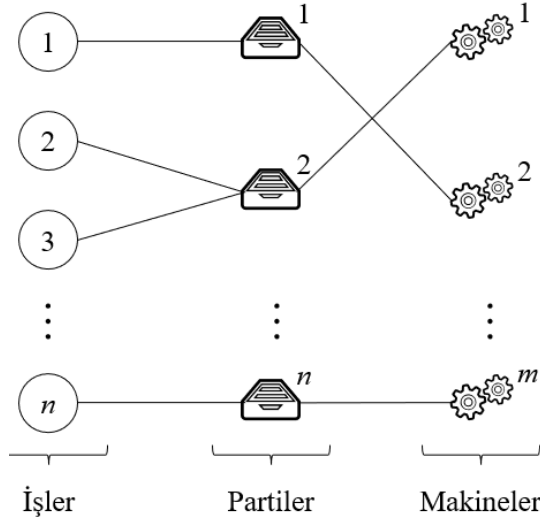 1 1 1
2 2 2
3
⋮ ⋮ ⋮
n n m
İşler Partiler Makineler